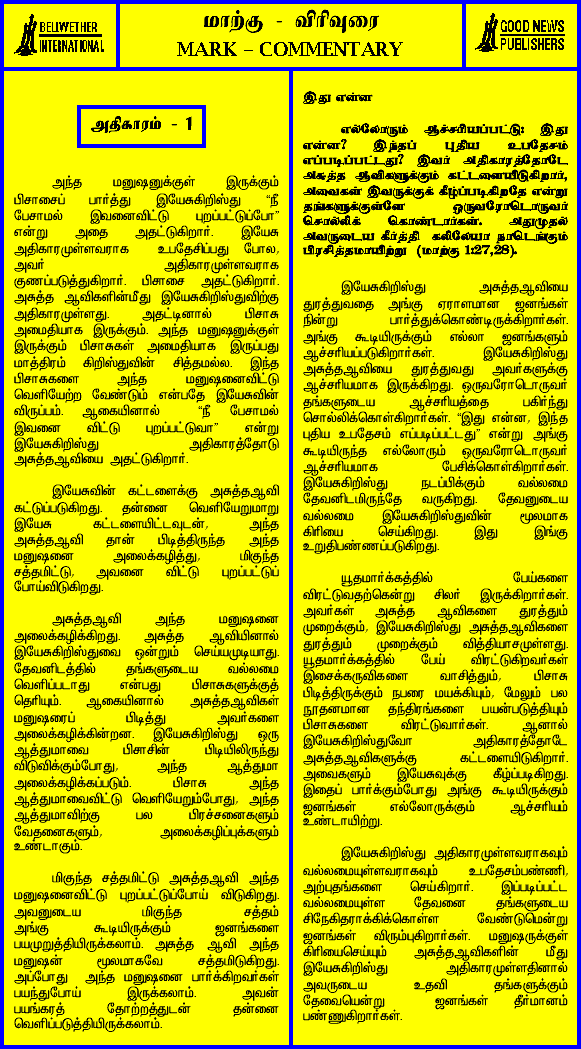 BELLWETHER
INTERNATIONAL
மாற்கு - விரிவுரை
MARK – COMMENTARY
GOOD NEWS
PUBLISHERS
அதிகாரம் - 1
அந்த மனுஷனுக்குள் இருக்கும்
பிசாசைப் பார்த்து இயேசுகிறிஸ்து “நீ
பேசாமல் இவனைவிட்டு புறப்பட்டுப்போ”
என்று அதை அதட்டுகிறார். இயேசு
அதிகாரமுள்ளவராக உபதேசிப்பது போல,
அவர் அதிகாரமுள்ளவராக
குணப்படுத்துகிறார். பிசாசை அதட்டுகிறார்.
அசுத்த ஆவிகளின்மீது இயேசுகிறிஸ்துவிற்கு
அதிகாரமுள்ளது. அதட்டினால் பிசாசு
அமைதியாக இருக்கும். அந்த மனுஷனுக்குள்
இருக்கும் பிசாசுகள் அமைதியாக இருப்பது
மாத்திரம் கிறிஸ்துவின் சித்தமல்ல. இந்த
பிசாசுகளை அந்த மனுஷனைவிட்டு
வெளியேற்ற வேண்டும் என்பதே இயேசுவின்
விருப்பம். ஆகையினால் “நீ பேசாமல்
இவனை விட்டு புறப்பட்டுவா” என்று
இயேசுகிறிஸ்து அதிகாரத்தோடு
அசுத்தஆவியை அதட்டுகிறார்.
இயேசுவின் கட்டளைக்கு அசுத்தஆவி
கட்டுப்படுகிறது. தன்னை வெளியேறுமாறு
இயேசு கட்டளையிட்டவுடன், அந்த
அசுத்தஆவி தான் பிடித்திருந்த அந்த
மனுஷனை அலைக்கழித்து, மிகுந்த
சத்தமிட்டு, அவனை விட்டு புறப்பட்டுப்
போய்விடுகிறது.
அசுத்தஆவி அந்த மனுஷனை
அலைக்கழிக்கிறது. அசுத்த ஆவியினால்
இயேசுகிறிஸ்துவை ஒன்றும் செய்யமுடியாது.
தேவனிடத்தில் தங்களுடைய வல்லமை
வெளிப்படாது என்பது பிசாசுகளுக்குத்
தெரியும். ஆகையினால் அசுத்தஆவிகள்
மனுஷரைப் பிடித்து அவர்களை
அலைக்கழிக்கின்றன. இயேசுகிறிஸ்து ஒரு
ஆத்துமாவை பிசாசின் பிடியிலிருந்து
விடுவிக்கும்போது, அந்த ஆத்துமா
அலைக்கழிக்கப்படும். பிசாசு அந்த
ஆத்துமாவைவிட்டு வெளியேறும்போது, அந்த
ஆத்துமாவிற்கு பல பிரச்சனைகளும்
வேதனைகளும், அலைக்கழிப்புக்களும்
உண்டாகும்.
மிகுந்த சத்தமிட்டு அசுத்தஆவி அந்த
மனுஷனைவிட்டு புறப்பட்டுப்போய் விடுகிறது.
அவனுடைய மிகுந்த சத்தம்
அங்கு கூடியிருக்கும் ஜனங்களை
பயமுறுத்தியிருக்கலாம். அசுத்த ஆவி அந்த
மனுஷன் மூலமாகவே சத்தமிடுகிறது.
அப்போது அந்த மனுஷனை பார்க்கிறவர்கள்
பயந்துபோய் இருக்கலாம். அவன்
பயங்கரத் தோற்றத்துடன் தன்னை
வெளிப்படுத்தியிருக்கலாம்.
இது என்ன
எல்லோரும் ஆச்சரியப்பட்டு: இது
என்ன? இந்தப் புதிய உபதேசம்
எப்படிப்பட்டது? இவர் அதிகாரத்தோடே
அசுத்த ஆவிகளுக்கும் கட்டளையிடுகிறார்,
அவைகள் இவருக்குக் கீழ்ப்படிகிறதே என்று
தங்களுக்குள்ளே ஒருவரோடொருவர்
சொல்லிக் கொண்டார்கள். அதுமுதல்
அவருடைய கீர்த்தி கலிலேயா நாடெங்கும்
பிரசித்தமாயிற்று (மாற்கு 1:27,28).
இயேசுகிறிஸ்து அசுத்தஆவியை
துரத்துவதை அங்கு ஏராளமான ஜனங்கள்
நின்று பார்த்துக்கொண்டிருக்கிறார்கள்.
அங்கு கூடியிருக்கும் எல்லா ஜனங்களும்
ஆச்சரியப்படுகிறார்கள். இயேசுகிறிஸ்து
அசுத்தஆவியை துரத்துவது அவர்களுக்கு
ஆச்சரியமாக இருக்கிறது. ஒருவரோடொருவர்
தங்களுடைய ஆச்சரியத்தை பகிர்ந்து
சொல்லிக்கொள்கிறார்கள். “இது என்ன, இந்த
புதிய உபதேசம் எப்படிப்பட்டது” என்று அங்கு
கூடியிருந்த எல்லோரும் ஒருவரோடொருவர்
ஆச்சரியமாக பேசிக்கொள்கிறார்கள்.
இயேசுகிறிஸ்து நடப்பிக்கும் வல்லமை
தேவனிடமிருந்தே வருகிறது. தேவனுடைய
வல்லமை இயேசுகிறிஸ்துவின் மூலமாக
கிரியை செய்கிறது. இது இங்கு
உறுதிபண்ணப்படுகிறது.
யூதமார்க்கத்தில் பேய்களை
விரட்டுவதற்கென்று சிலர் இருக்கிறார்கள்.
அவர்கள் அசுத்த ஆவிகளை துரத்தும்
முறைக்கும், இயேசுகிறிஸ்து அசுத்தஆவிகளை
துரத்தும் முறைக்கும் வித்தியாசமுள்ளது.
யூதமார்க்கத்தில் பேய் விரட்டுகிறவர்கள்
இசைக்கருவிகளை வாசித்தும், பிசாசு
பிடித்திருக்கும் நபரை மயக்கியும், மேலும் பல
நூதனமான தந்திரங்களை பயன்படுத்தியும்
பிசாசுகளை விரட்டுவார்கள். ஆனால்
இயேசுகிறிஸ்துவோ அதிகாரத்தோடே
அசுத்தஆவிகளுக்கு கட்டளையிடுகிறார்.
அவைகளும் இயேசுவுக்கு கீழ்ப்படிகிறது.
இதைப் பார்க்கும்போது அங்கு கூடியிருக்கும்
ஜனங்கள் எல்லோருக்கும் ஆச்சரியம்
உண்டாயிற்று.
இயேசுகிறிஸ்து அதிகாரமுள்ளவராகவும்
வல்லமையுள்ளவராகவும் உபதேசம்பண்ணி,
அற்புதங்களை செய்கிறார். இப்படிப்பட்ட
வல்லமையுள்ள தேவனை தங்களுடைய
சிநேகிதராக்கிக்கொள்ள வேண்டுமென்று
ஜனங்கள் விரும்புகிறார்கள். மனுஷருக்குள்
கிரியைசெய்யும் அசுத்தஆவிகளின் மீது
இயேசுகிறிஸ்து அதிகாரமுள்ளதினால்
அவருடைய உதவி தங்களுக்கும்
தேவையென்று ஜனங்கள் தீர்மானம்
பண்ணுகிறார்கள்.